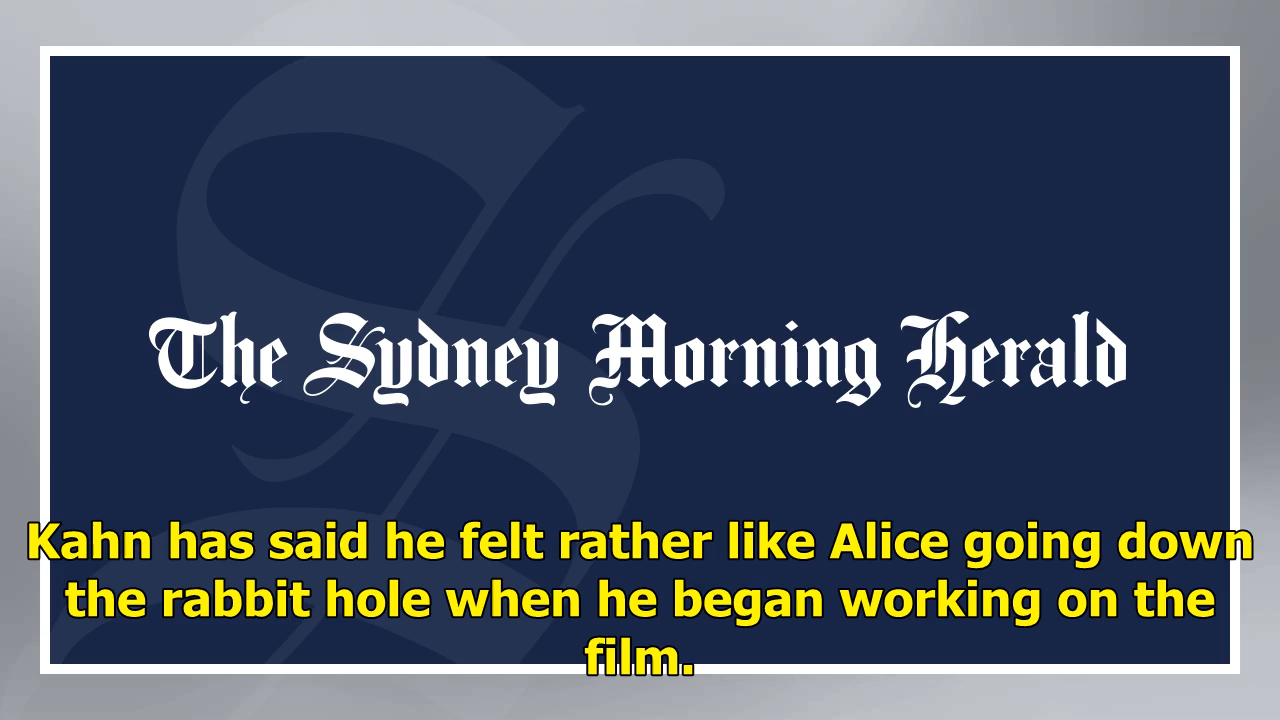 The Sydney Morning Herald
Kahn has said he felt rather like Alice going down
the rabbit hole when he began working on the
film.